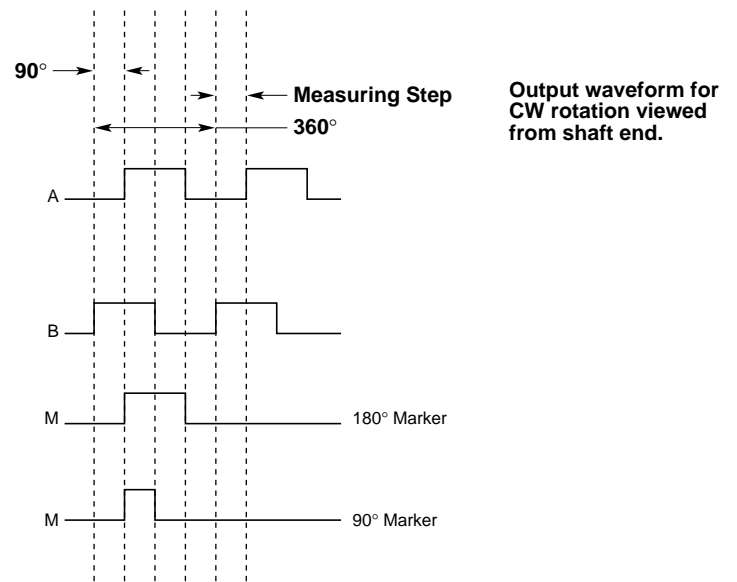 90°
Measuring Step
360°
Output waveform for
CW rotation viewed
from shaft end.
A
B
M
180° Marker
M
90° Marker